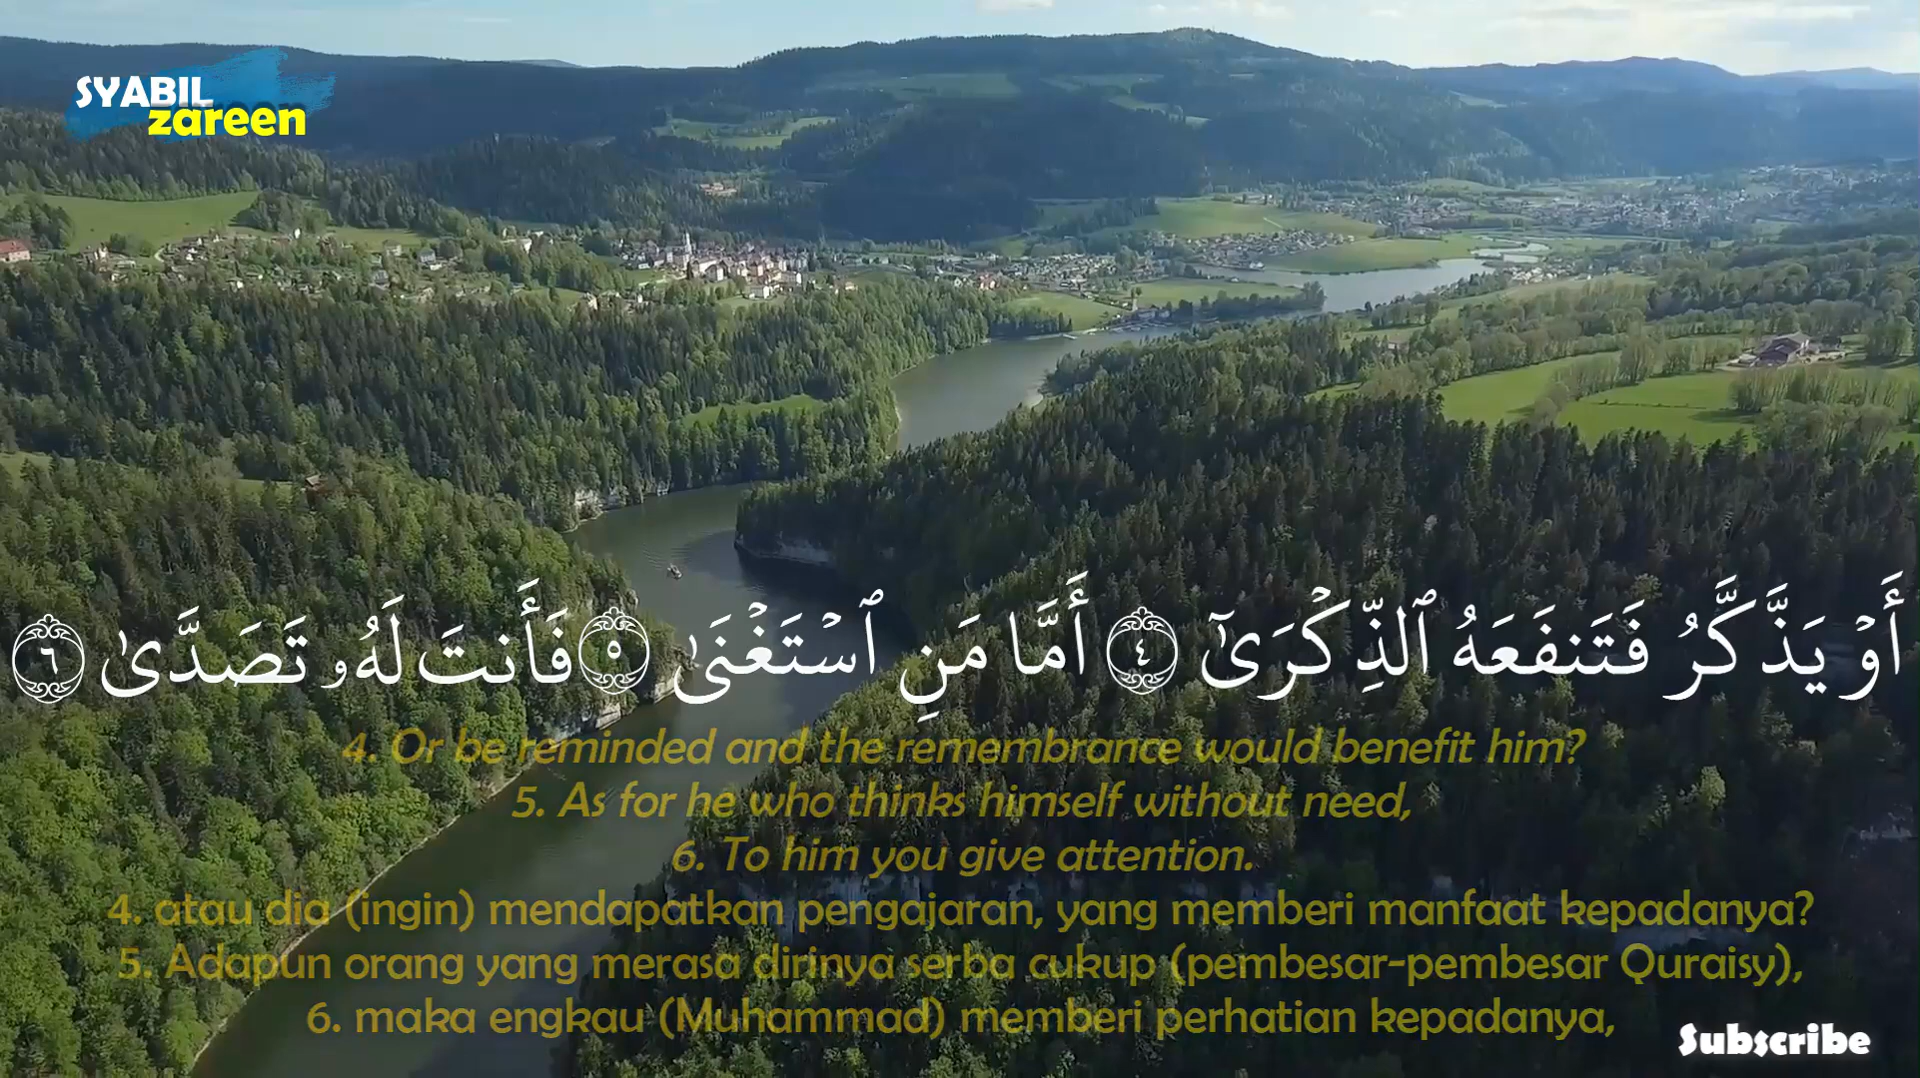 SYABIL
zareen
أَوۡ يَذَّكَّرُ فَتَنفَعَهُ ٱلذِّكۡرَىٰٓ ٤ أَمَّا مَنِ ٱسۡتَغۡنَىٰ ٥ فَأَنتَ لَهُۥ تَصَدَّىٰ ٦
4. Or be reminded and the remembrance would benefit him?
5. As for he who thinks himself without need,
6. To him you give attention.
4. atau dia (ingin) mendapatkan pengajaran, yang memberi manfaat kepadanya?
5. Adapun orang yang merasa dirinya serba cukup (pembesar-pembesar Quraisy),
6. maka engkau (Muhammad) memberi perhatian kepadanya,
Subscribe